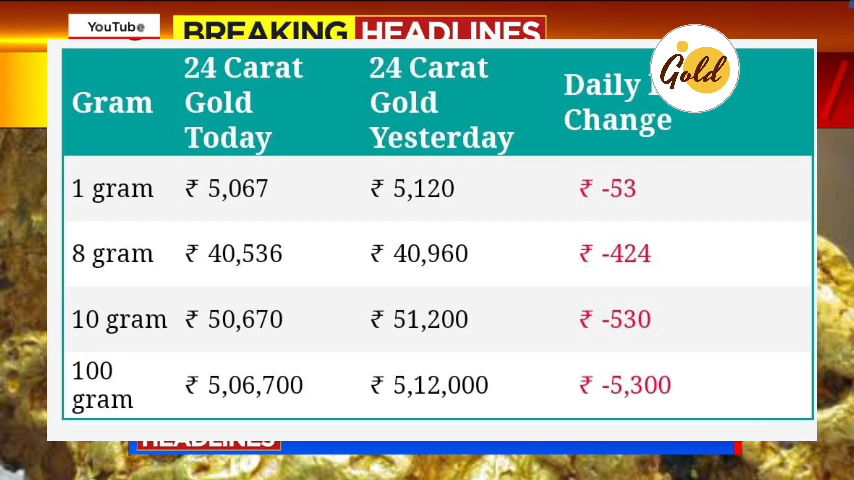 YouTube
BREAKING HEADLINES
Gold
Gram
24 Carat
Gold
Today
24 Carat
Gold
Yesterday
Daily
Change
1 gram ₹ 5,067 ₹ 5,120 ₹ -53
8 gram ₹ 40,536 ₹ 40,960 ₹ -424
10 gram ₹ 50,670 ₹ 51,200 ₹ -530
100
gram ₹ 5,06,700 ₹ 5,12,000 ₹ -5,300
HEADLINES